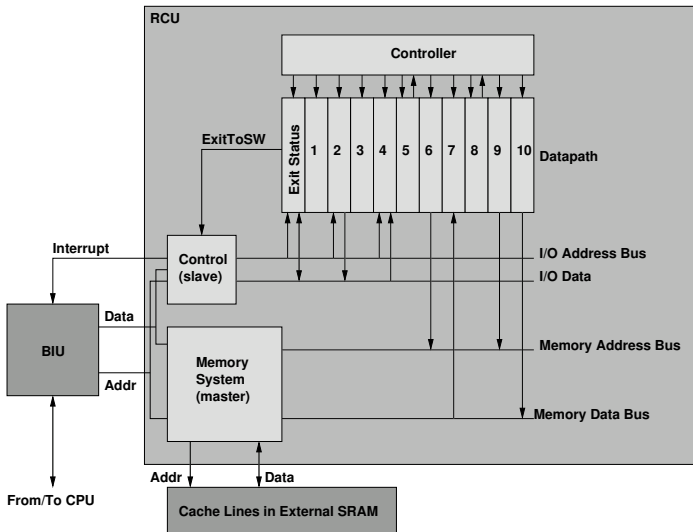 RCU
Controller
ExitToSW
Exit Status
1 2 3 4 5 6 7 8 9 10
Datapath
Interrupt
Control
(slave)
I/O Address Bus
I/O Data
Data
BIU
Memory
System
(master)
Memory Address Bus
Addr
Memory Data Bus
Addr
Data
From/To CPU
Cache Lines in External SRAM